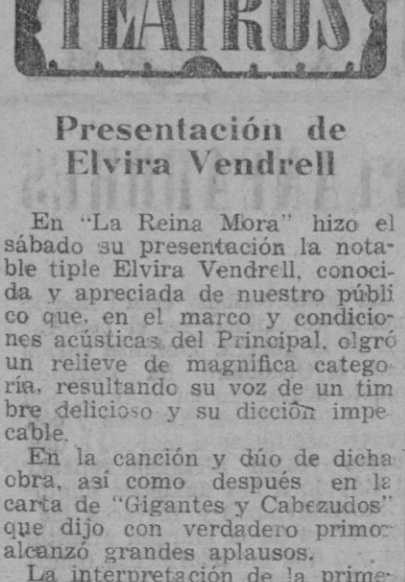 TEATROS
Presentación de
Elvira Vendrell
En "La Reina Mora" hizo el
sábado su presentación la nota-
ble tiple Elvira Vendrell, conoci-
da y apreciada de nuestro públi
co que, en el marco y condicio-
nes acústicas del Principal, olgró
un relieve de magnífica catego
ría, resultando su voz de un tim
bre delicioso y su dicción impe
cable.
En la canción y dúo de dicha
obra, así como después en la
carta de "Gigantes y Cabezudos"
que dijo con verdadero primor
alcanzó grandes aplausos.
La interpretación de la prime-